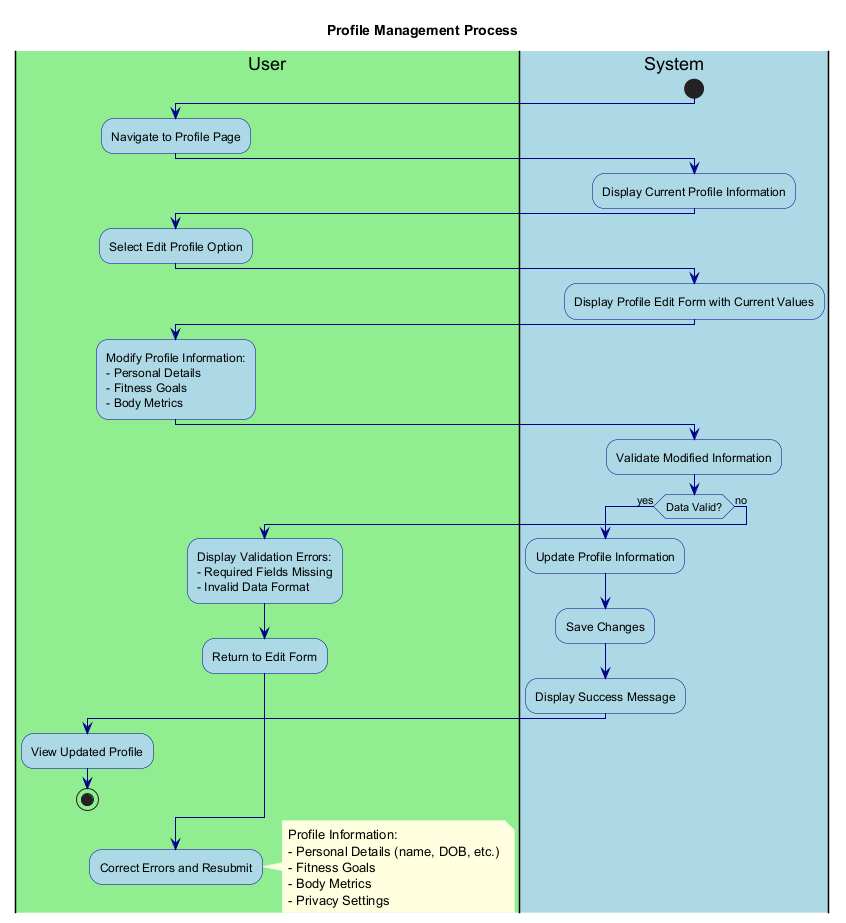 Profile Management Process
User
System
Navigate to Profile Page
Display Current Profile Information
Select Edit Profile Option
Display Profile Edit Form with Current Values
Modify Profile Information:
- Personal Details
- Fitness Goals
- Body Metrics
Validate Modified Information
yes
Data Valid?
no
Display Validation Errors:
- Required Fields Missing
- Invalid Data Format
Update Profile Information
Save Changes
Return to Edit Form
Display Success Message
View Updated Profile
Correct Errors and Resubmit
Profile Information:
- Personal Details (name, DOB, etc.)
- Fitness Goals
- Body Metrics
- Privacy Settings